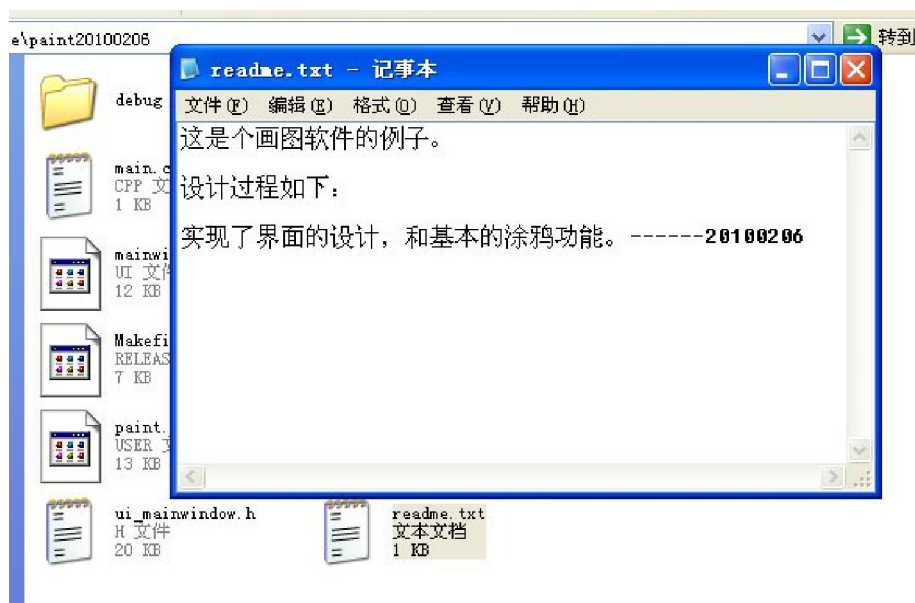 e\paint20100206
转到
readme.txt - 记事本
文件(F) 编辑(E) 格式(O) 查看(V) 帮助(H)
这是个画图软件的例子。
设计过程如下：
实现了界面的设计，和基本的涂鸦功能。------20100206
debug
main.c
CPP 文
1 KB
mainwi
UI 文件
12 KB
Makefi
RELEAS
7 KB
paint.
USER 文
13 KB
ui_mainwindow.h
H 文件
20 KB
readme.txt
文本文档
1 KB